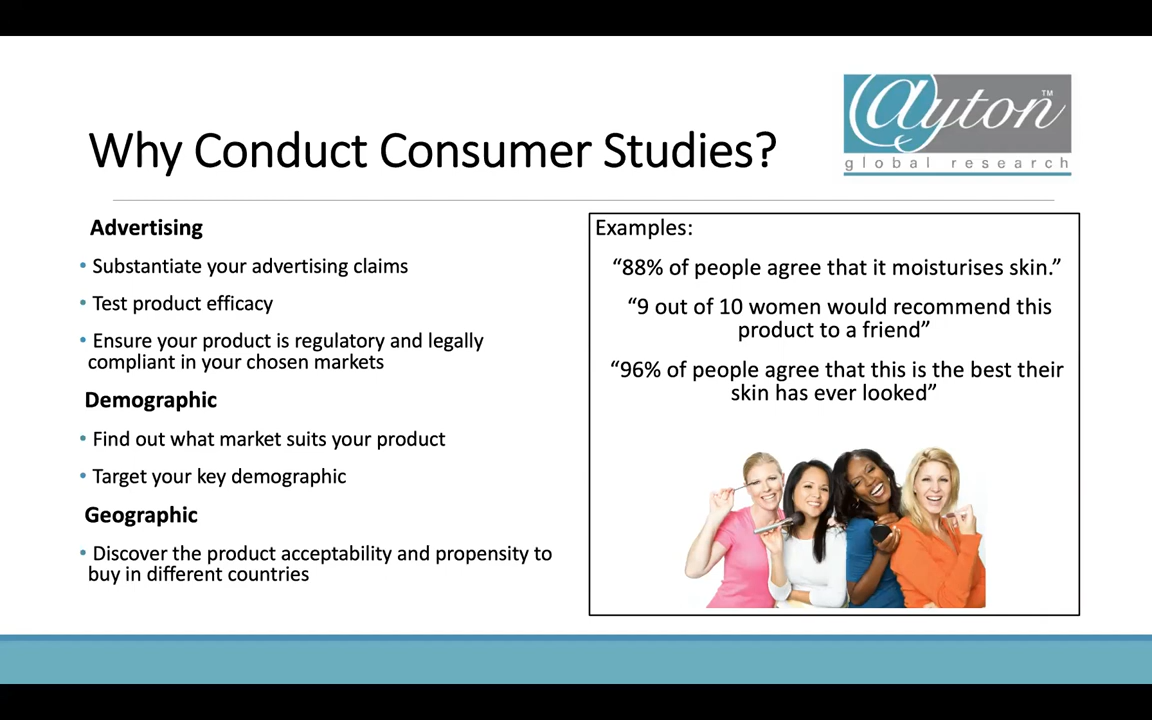 @yton™
global research
Why Conduct Consumer Studies?
Advertising
• Substantiate your advertising claims
• Test product efficacy
• Ensure your product is regulatory and legally
compliant in your chosen markets
Demographic
• Find out what market suits your product
• Target your key demographic
Geographic
• Discover the product acceptability and propensity to
buy in different countries
Examples:
“88% of people agree that it moisturises skin.”
“9 out of 10 women would recommend this
product to a friend”
“96% of people agree that this is the best their
skin has ever looked”